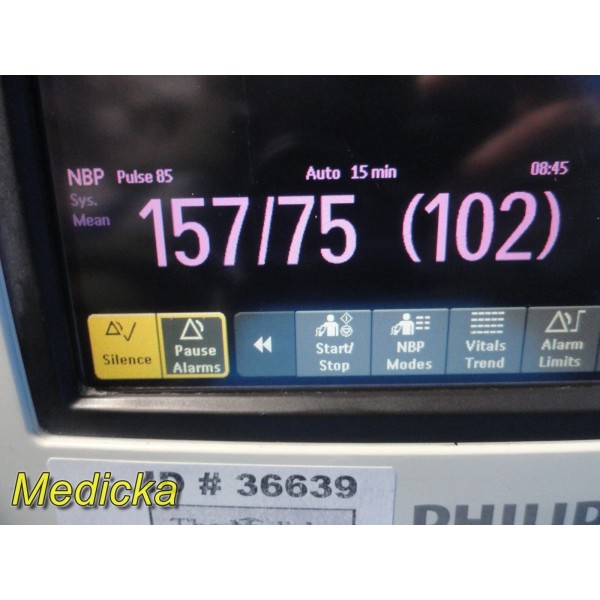 NBP Pulse 85 Auto 15 min 08:45
Sys.
Mean
157/75 (102)
Silence
Pause
Alarms
Start/
Stop
NBP
Modes
Vitals
Trend
Alarm
Limits
Medicka
ID # 36639